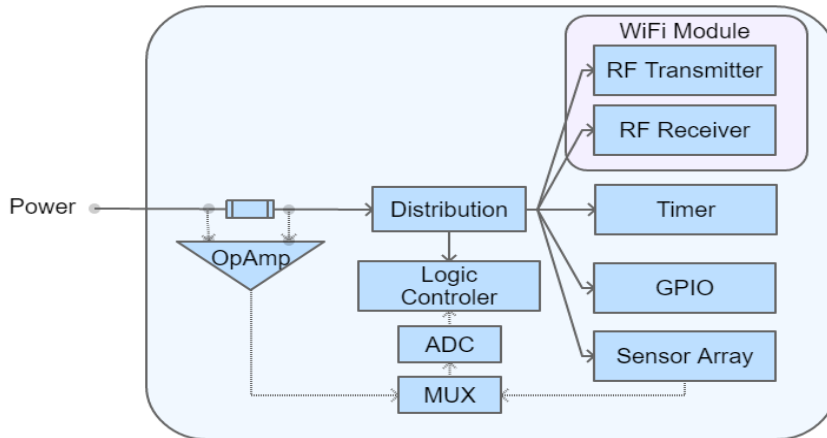 WiFi Module
RF Transmitter
RF Receiver
Power
Distribution
Timer
OpAmp
Logic
Controler
GPIO
ADC
Sensor Array
MUX